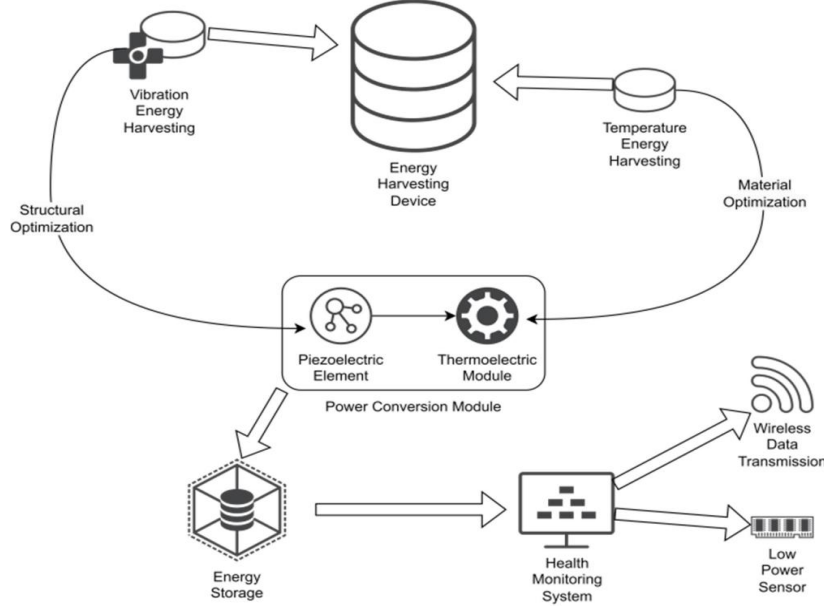 Vibration
Energy
Harvesting
Energy
Harvesting
Device
Temperature
Energy
Harvesting
Structural
Optimization
Material
Optimization
Piezoelectric
Element
Thermoelectric
Module
Power Conversion Module
Wireless
Data
Transmission
Energy
Storage
Health
Monitoring
System
Low
Power
Sensor